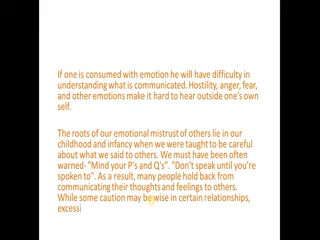 If one is consumed with emotion he will have difficulty in
understanding what is communicated. Hostility, anger, fear,
and other emotions make it hard to hear outside one's own
self.
The roots of our emotional mistrust of others lie in our
childhood and infancy when we were taught to be careful
about what we said to others. We must have been often
warned- "Mind your P's and Q's". "Don't speak until you're
spoken to". As a result, many people hold back from
communicating their thoughts and feelings to others.
While some caution may be wise in certain relationships,
excessi